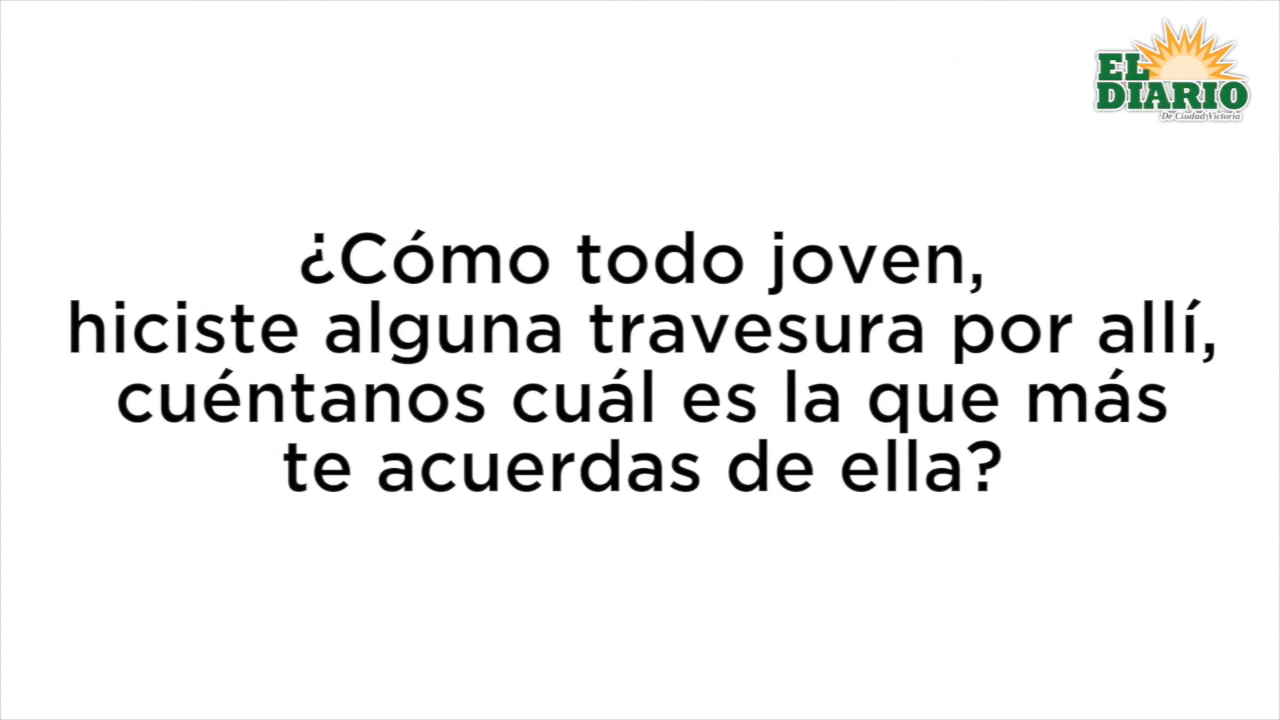 EL
DIARIO
De Ciudad Victoria
¿Cómo todo joven,
hiciste alguna travesura por allí,
cuéntanos cuál es la que más
te acuerdas de ella?